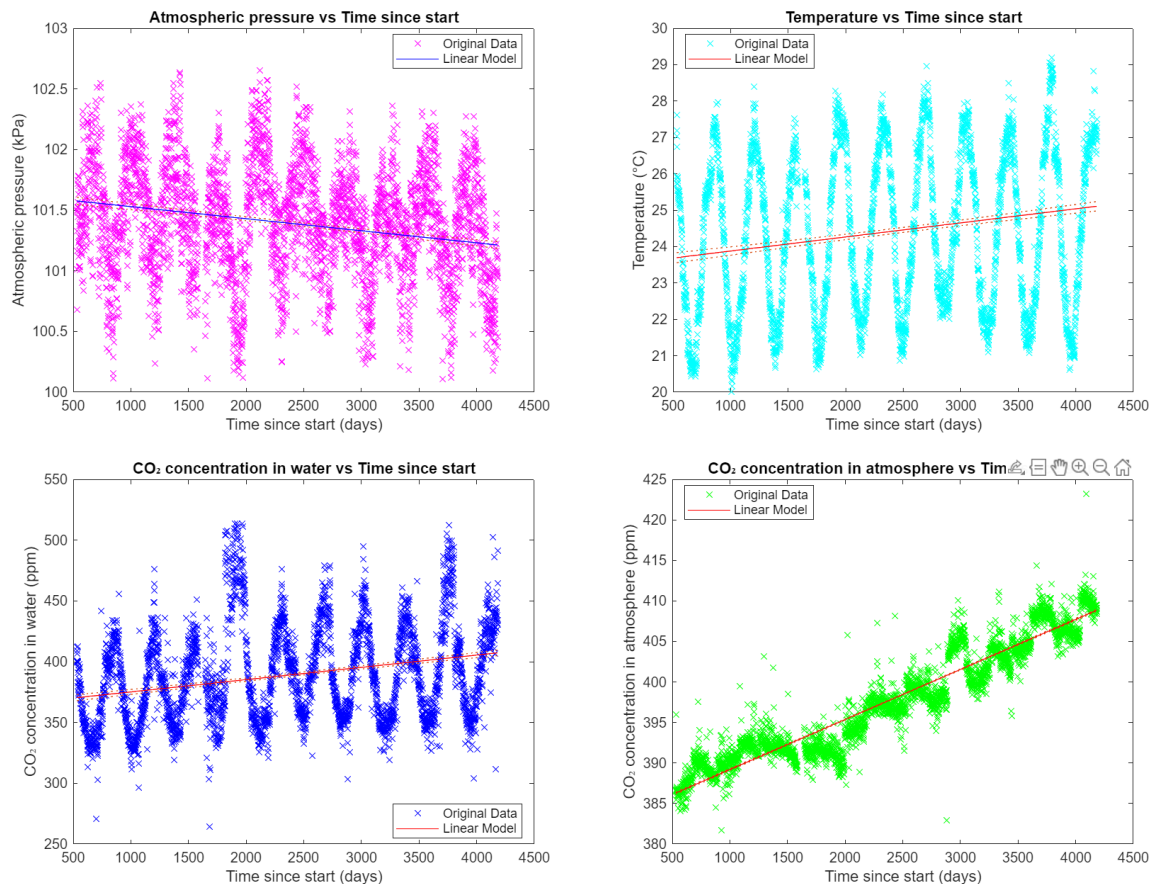 Atmospheric pressure vs Time since start
103
102.5
102
101.5
101
100.5
100
Atmospheric pressure (kPa)
Original Data
Linear Model
500 1000 1500 2000 2500 3000 3500 4000 4500
Time since start (days)
Temperature vs Time since start
30
29
28
27
26
25
24
23
22
21
20
Temperature (°C)
Original Data
Linear Model
500 1000 1500 2000 2500 3000 3500 4000 4500
Time since start (days)
CO₂ concentration in water vs Time since start
550
500
450
400
350
300
250
CO₂ concentration in water (ppm)
Original Data
Linear Model
500 1000 1500 2000 2500 3000 3500 4000 4500
Time since start (days)
CO₂ concentration in atmosphere vs Tim
425
420
415
410
405
400
395
390
385
380
CO₂ concentration in atmosphere (ppm)
Original Data
Linear Model
500 1000 1500 2000 2500 3000 3500 4000 4500
Time since start (days)